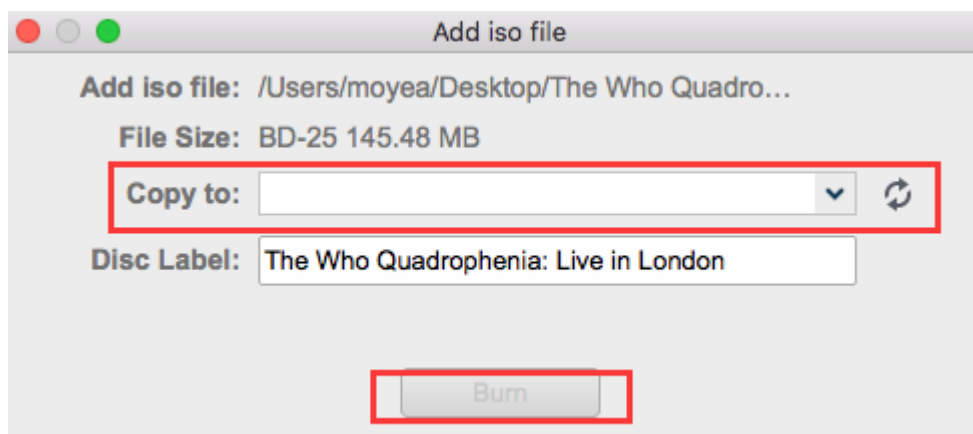 Add iso file
Add iso file: /Users/moyea/Desktop/The Who Quadro...
File Size: BD-25 145.48 MB
Copy to:
Disc Label: The Who Quadrophenia: Live in London
Burn